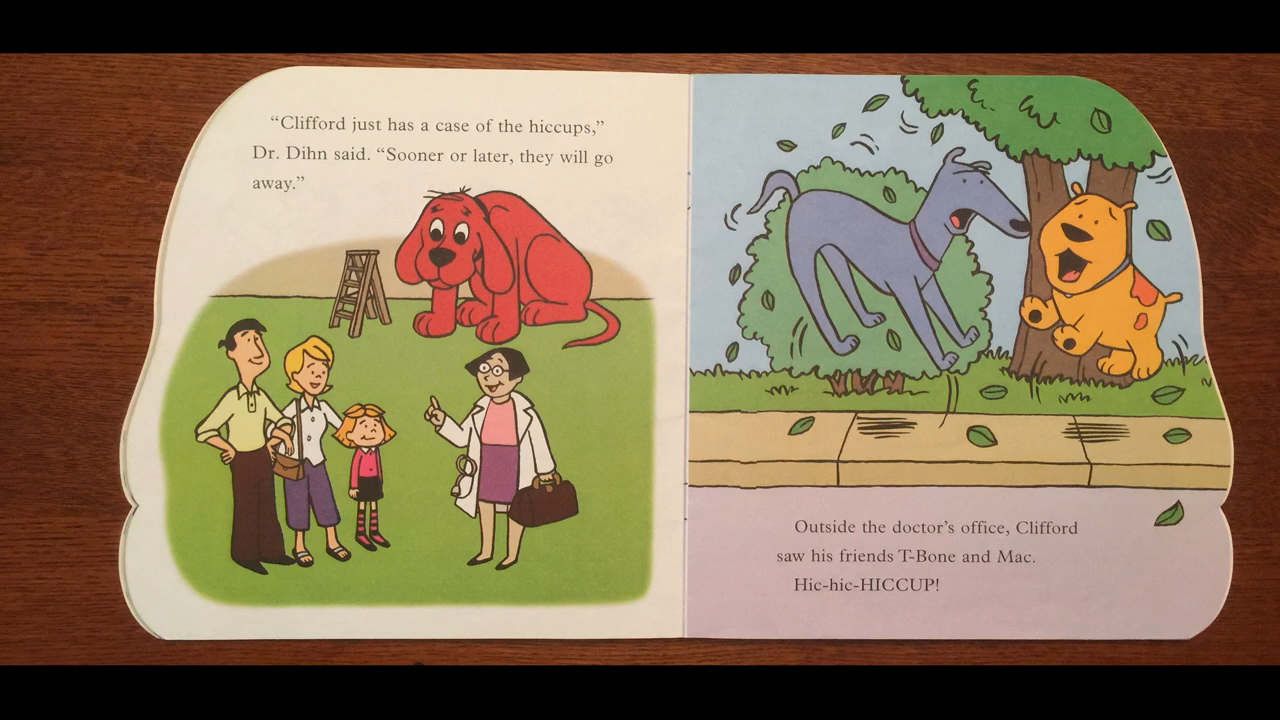 “Clifford just has a case of the hiccups,”
Dr. Dihn said. “Sooner or later, they will go
away.”
Outside the doctor’s office, Clifford
saw his friends T-Bone and Mac.
Hic-hic-HICCUP!